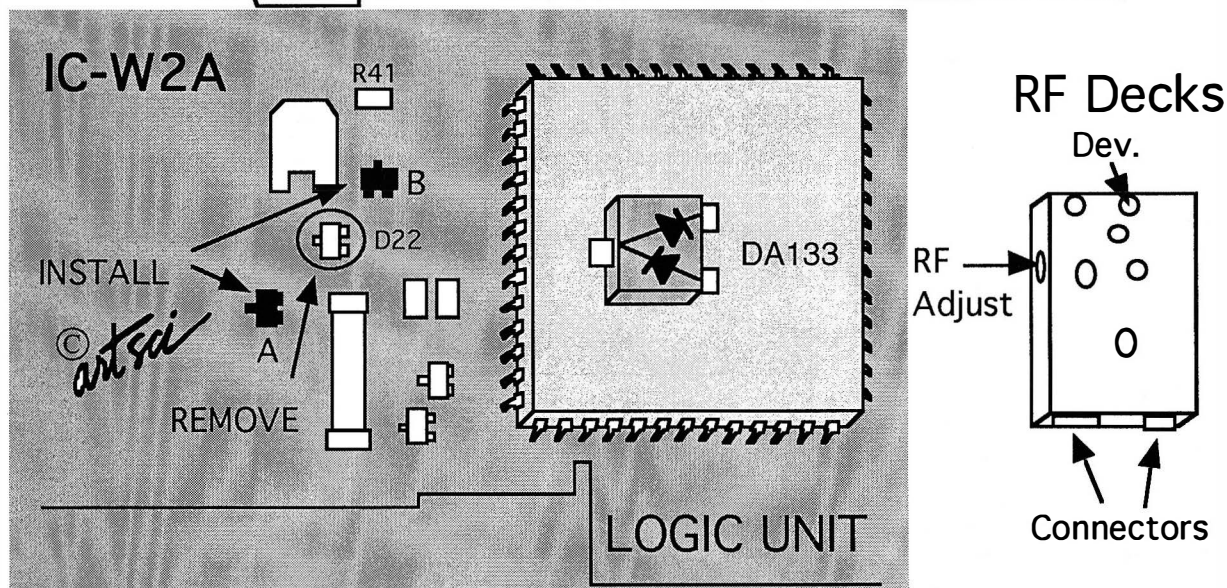 IC-W2A
R41
B
D22
INSTALL
A
© artsci
REMOVE
DA133
LOGIC UNIT
RF Decks
Dev.
RF
Adjust
Connectors